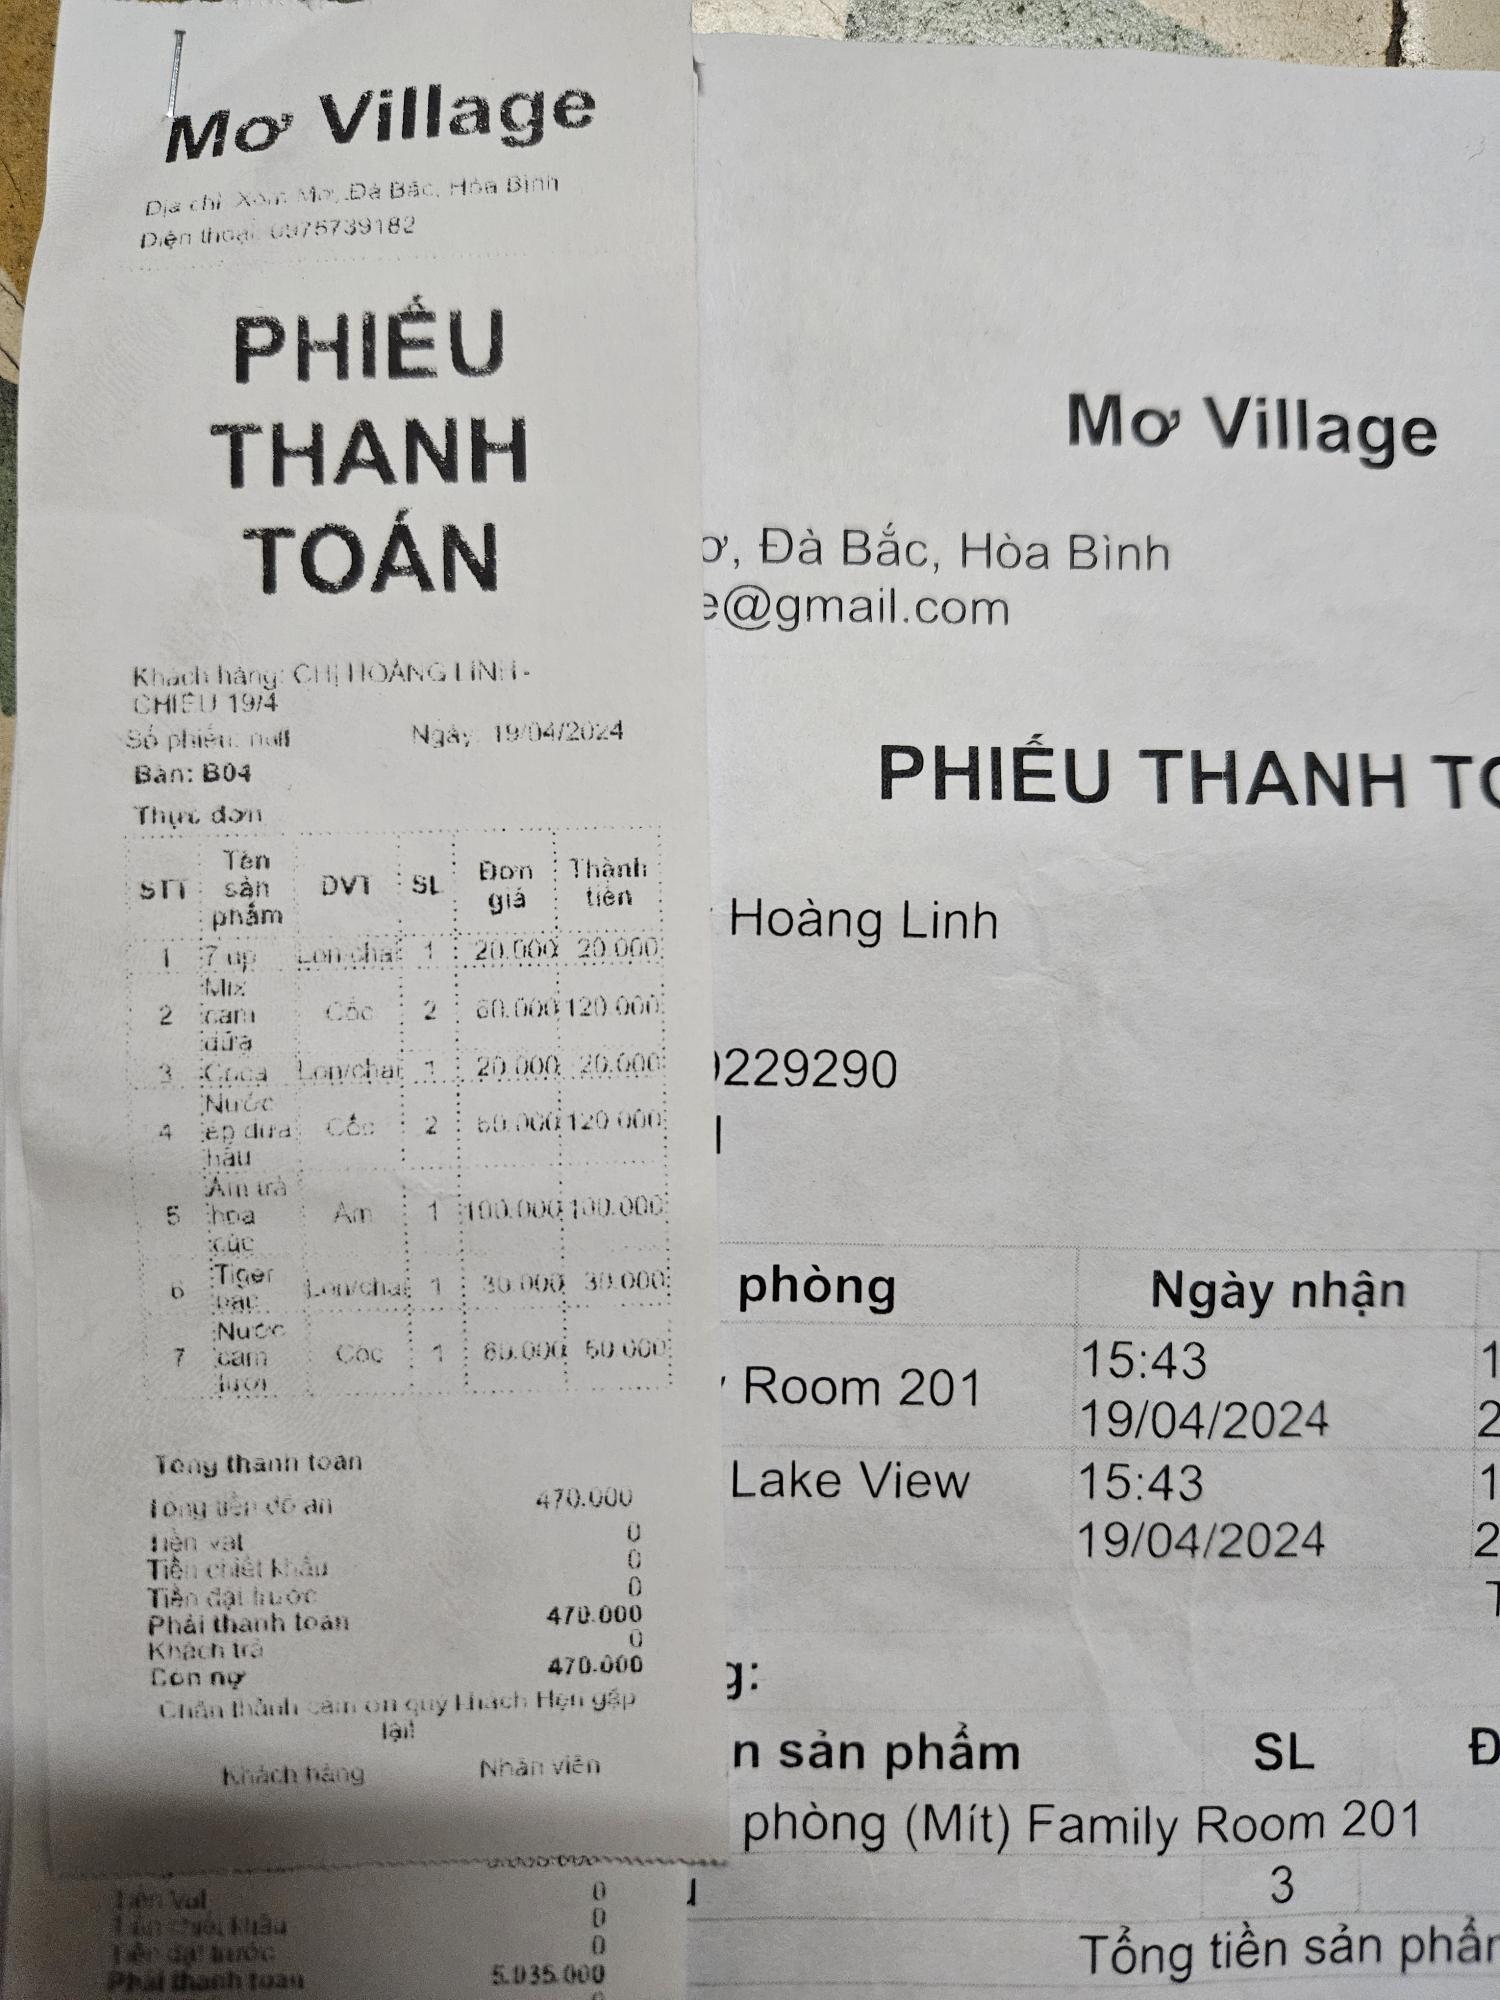 Mơ Village
Địa chỉ: Xóm Mơ, Đà Bắc, Hòa Bình
Điện thoại: 0975739182
PHIẾU
THANH
TOÁN
Khách hàng: CHỊ HOÀNG LINH -
CHIỀU 19/4
Số phiếu: null Ngày: 19/04/2024
Bàn: B04
Thực đơn
STT Tên sản phẩm ĐVT SL Đơn giá Thành tiền
1 7 up Lon/chai 1 20.000 20.000
2 Mix cam dứa Cốc 2 60.000 120.000
3 Coca Lon/chai 1 20.000 20.000
4 Nước ép dưa hấu Cốc 2 60.000 120.000
5 Ấm trà hoa cúc Ấm 1 100.000 100.000
6 Tiger bạc Lon/chai 1 30.000 30.000
7 Nước cam tươi Cốc 1 60.000 60.000
Tổng thanh toán
Tổng tiền đồ ăn 470.000
Tiền vat 0
Tiền chiết khấu 0
Tiền đặt trước 0
Phải thanh toán 470.000
Khách trả 0
Còn nợ 470.000
Chân thành cảm ơn quý khách Hẹn gặp
lại!
Khách hàng Nhân viên
Tiền Vat 0
Tiền chiết khấu 0
Tiền đặt trước 0
Phải thanh toán 5.035.000
Mơ Village
ơ, Đà Bắc, Hòa Bình
e@gmail.com
PHIẾU THANH TO
Hoàng Linh
0229290
phòng Ngày nhận
Room 201 15:43 1
19/04/2024 2
Lake View 15:43 1
19/04/2024 2
T
g:
n sản phẩm SL Đ
phòng (Mít) Family Room 201
3
Tổng tiền sản phẩm